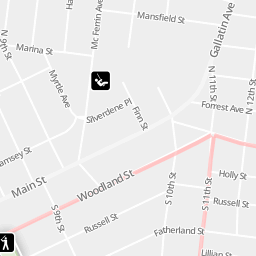 Mansfield St
Gallatin Ave
Mc Ferrin Ave
N 9th St
Marina St
Myrtle Ave
N 11th St
N 12th St
Silverdene Pl
Finn St
Forrest Ave
amsey St
Main St
Woodland St
S 9th St
S 10th St
S 11th St
Holly St
Russell St
Russell St
Fatherland St
Lillian St